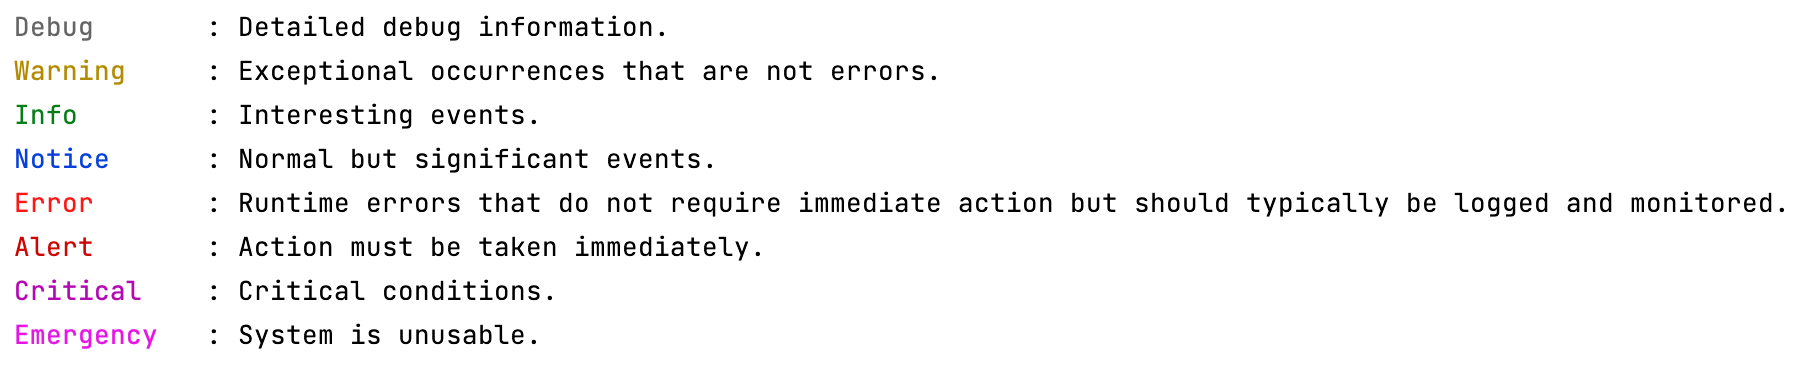 Debug : Detailed debug information.
Warning : Exceptional occurrences that are not errors.
Info : Interesting events.
Notice : Normal but significant events.
Error : Runtime errors that do not require immediate action but should typically be logged and monitored.
Alert : Action must be taken immediately.
Critical : Critical conditions.
Emergency : System is unusable.